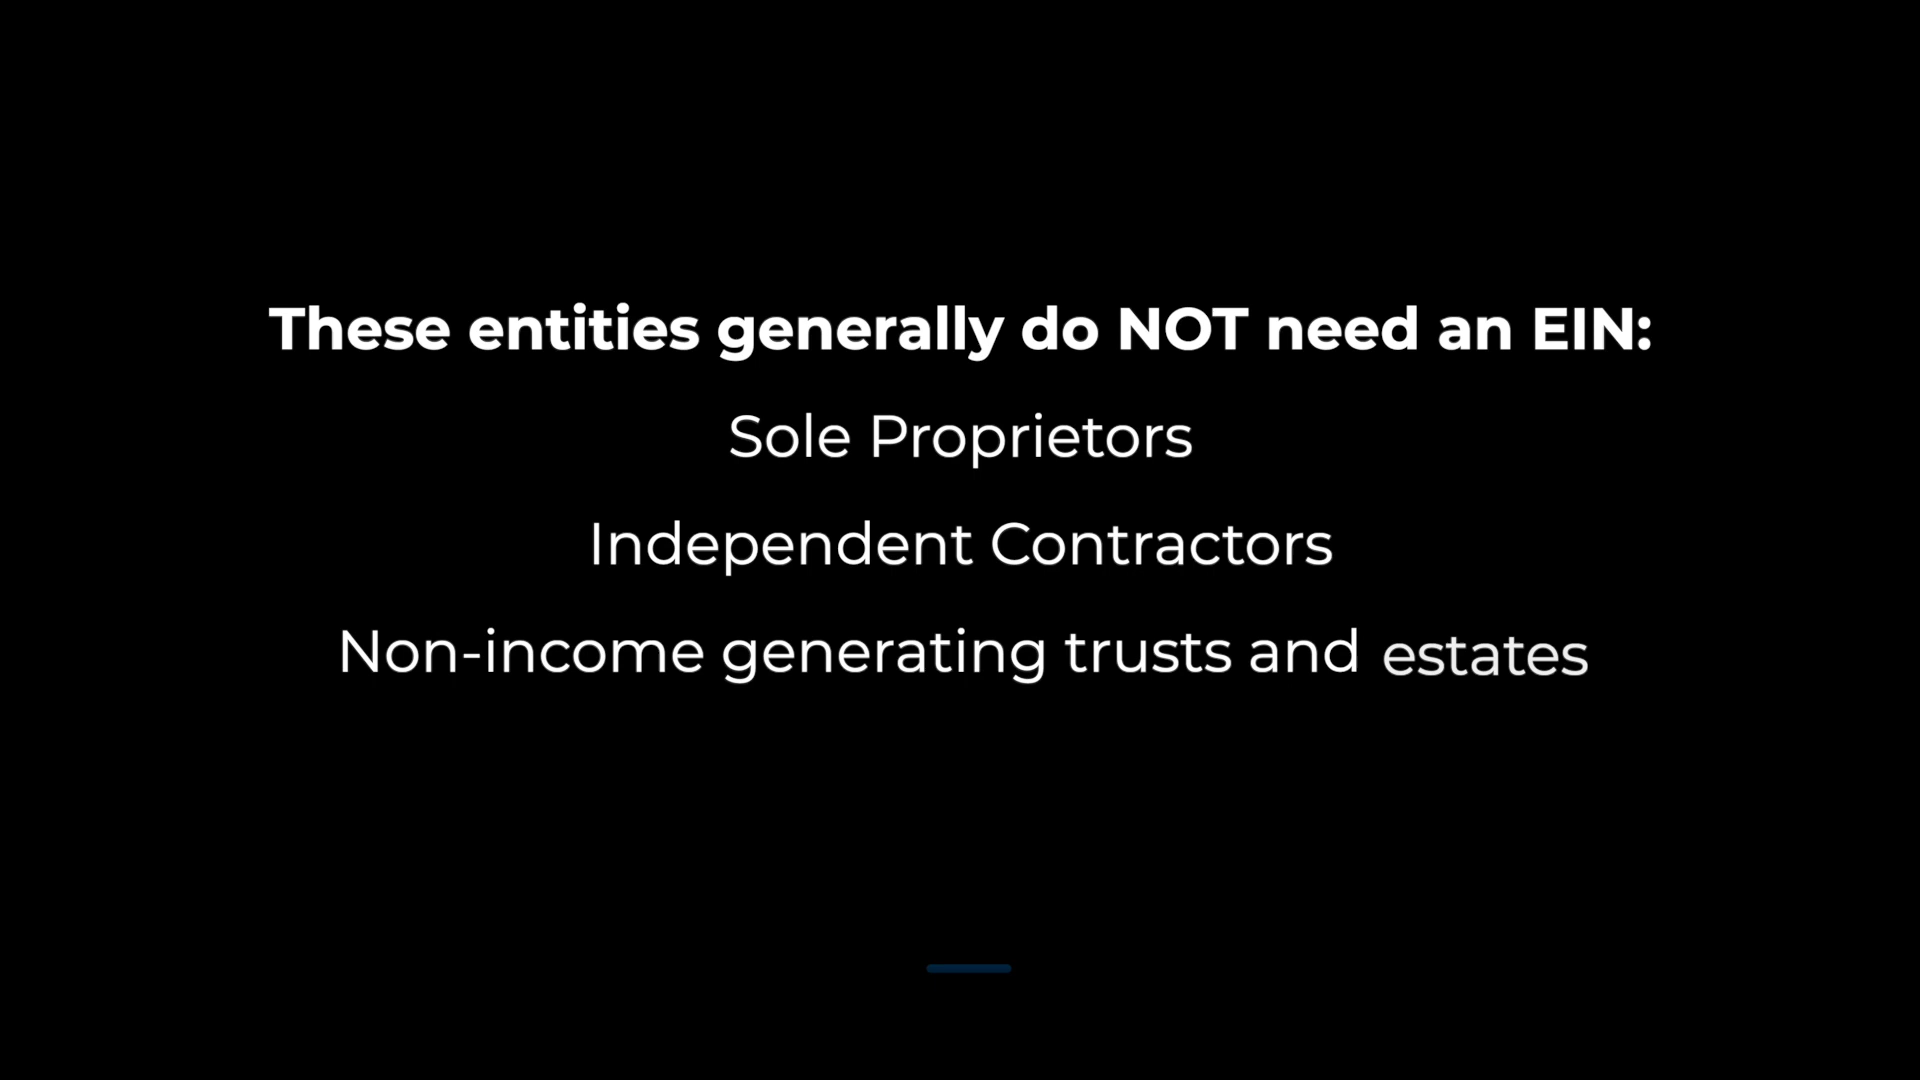 These entities generally do NOT need an EIN:
Sole Proprietors
Independent Contractors
Non-income generating trusts and estates